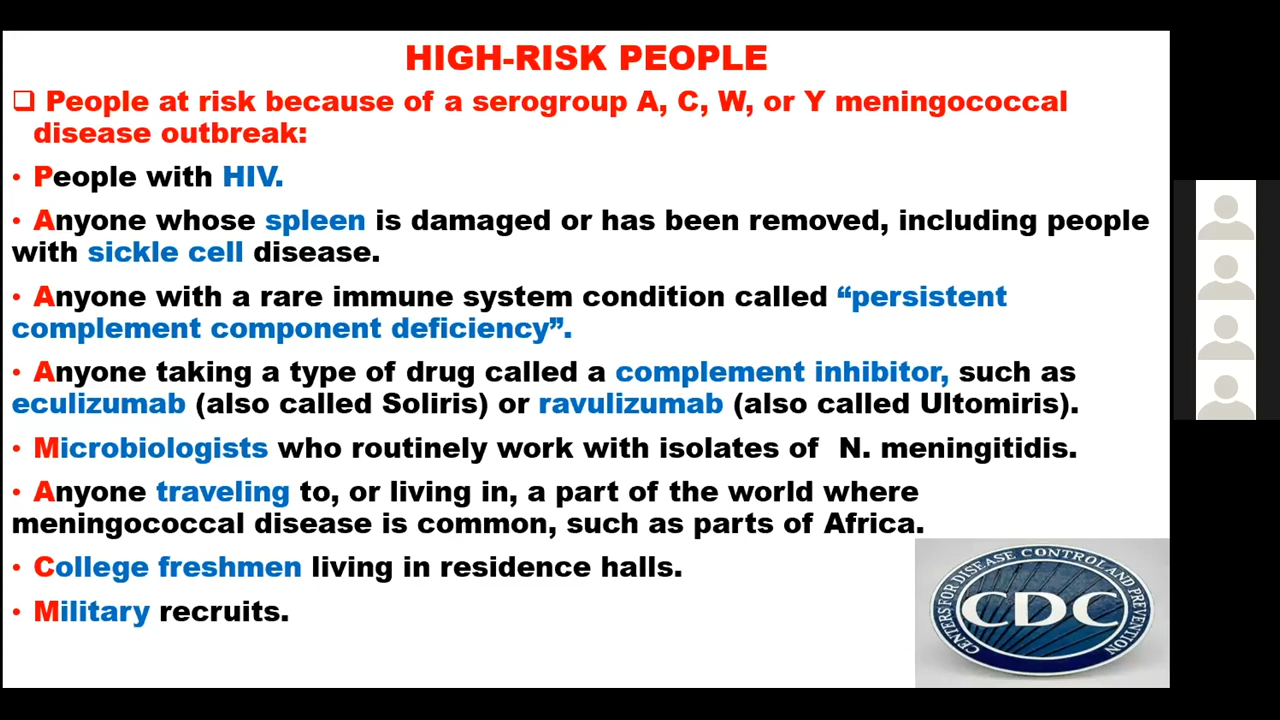 HIGH-RISK PEOPLE
❑ People at risk because of a serogroup A, C, W, or Y meningococcal
disease outbreak:
• People with HIV.
• Anyone whose spleen is damaged or has been removed, including people
with sickle cell disease.
• Anyone with a rare immune system condition called “persistent
complement component deficiency”.
• Anyone taking a type of drug called a complement inhibitor, such as
eculizumab (also called Soliris) or ravulizumab (also called Ultomiris).
• Microbiologists who routinely work with isolates of N. meningitidis.
• Anyone traveling to, or living in, a part of the world where
meningococcal disease is common, such as parts of Africa.
• College freshmen living in residence halls.
• Military recruits.
CENTERS FOR DISEASE CONTROL AND PREVENTION
CDC